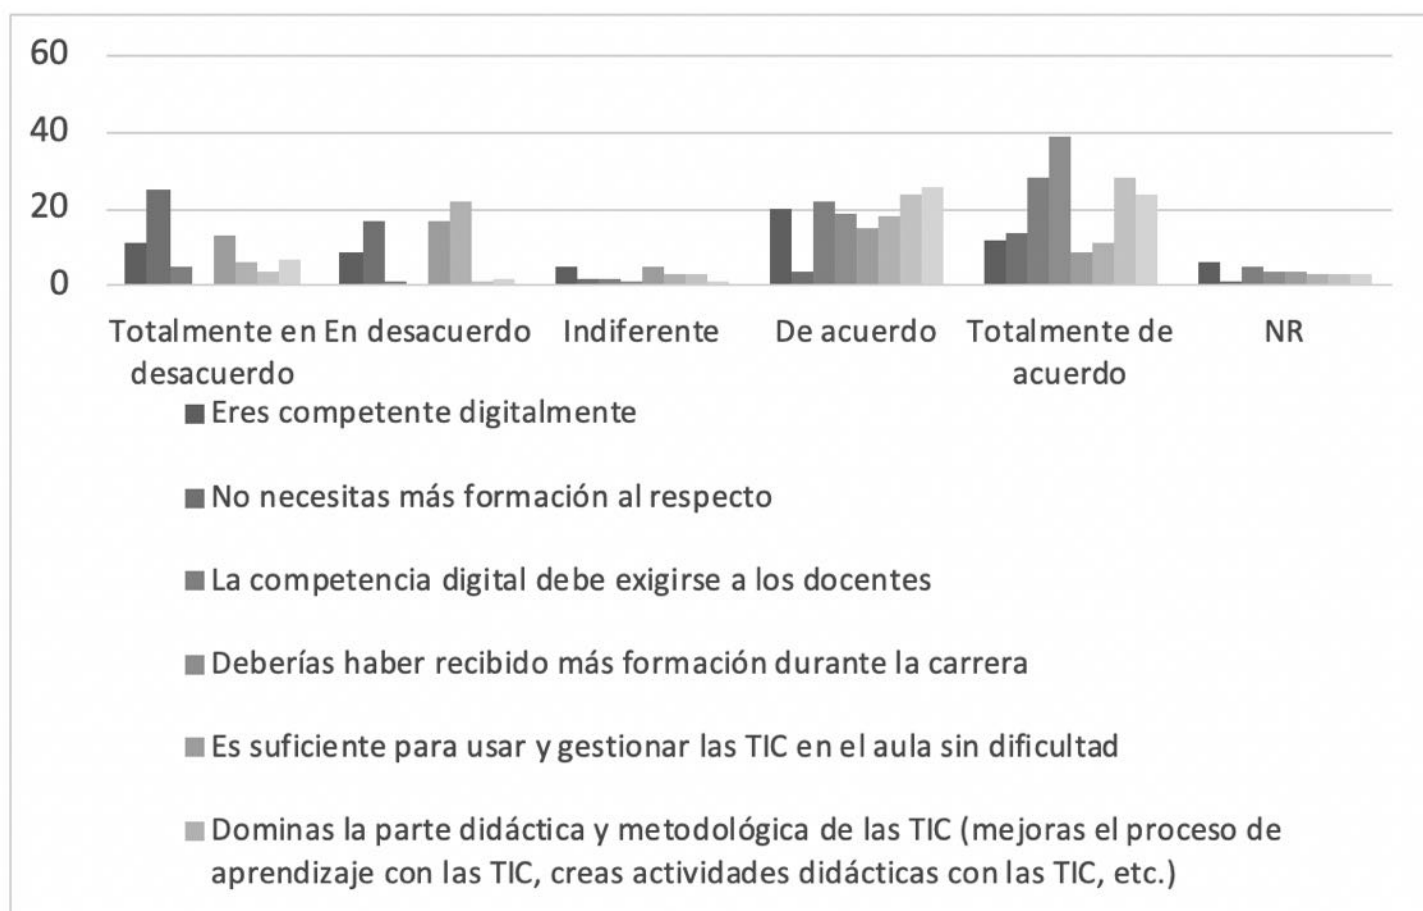 60
40
20
0
Totalmente en desacuerdo
En desacuerdo
Indiferente
De acuerdo
Totalmente de acuerdo
NR
Eres competente digitalmente
No necesitas más formación al respecto
La competencia digital debe exigirse a los docentes
Deberías haber recibido más formación durante la carrera
Es suficiente para usar y gestionar las TIC en el aula sin dificultad
Dominas la parte didáctica y metodológica de las TIC (mejoras el proceso de
aprendizaje con las TIC, creas actividades didácticas con las TIC, etc.)